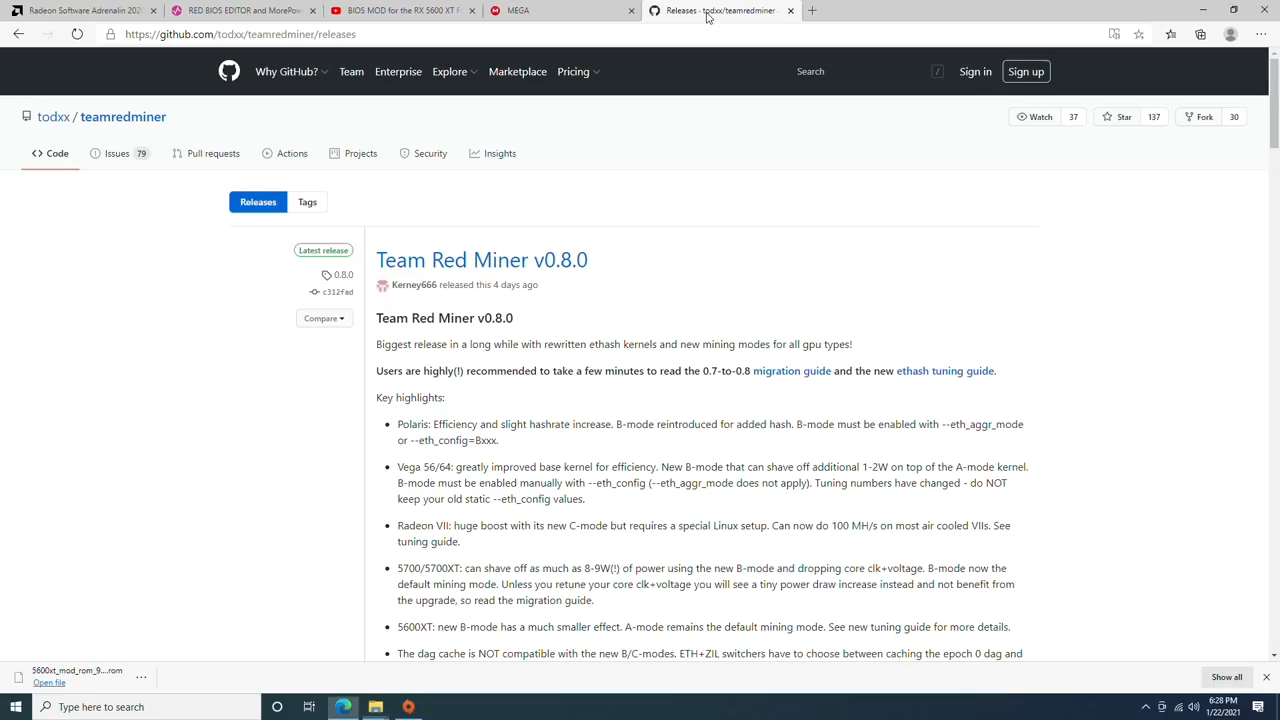 Radeon Software Adrenalin 2020
RED BIOS EDITOR and MorePow
BIOS MOD for the RX 5600 XT F
MEGA
Releases · todxx/teamredminer
https://github.com/todxx/teamredminer/releases
Why GitHub?
Team
Enterprise
Explore
Marketplace
Pricing
Search
/
Sign in
Sign up
todxx / teamredminer
Watch 37
Star 137
Fork 30
Code
Issues 79
Pull requests
Actions
Projects
Security
Insights
Releases
Tags
Latest release
0.8.0
c312fad
Compare
Team Red Miner v0.8.0
Kerney666 released this 4 days ago
Team Red Miner v0.8.0
Biggest release in a long while with rewritten ethash kernels and new mining modes for all gpu types!
Users are highly(!) recommended to take a few minutes to read the 0.7-to-0.8 migration guide and the new ethash tuning guide.
Key highlights:
• Polaris: Efficiency and slight hashrate increase. B-mode reintroduced for added hash. B-mode must be enabled with --eth_aggr_mode
or --eth_config=Bxxx.
• Vega 56/64: greatly improved base kernel for efficiency. New B-mode that can shave off additional 1-2W on top of the A-mode kernel.
B-mode must be enabled manually with --eth_config (--eth_aggr_mode does not apply). Tuning numbers have changed - do NOT
keep your old static --eth_config values.
• Radeon VII: huge boost with its new C-mode but requires a special Linux setup. Can now do 100 MH/s on most air cooled VIIs. See
tuning guide.
• 5700/5700XT: can shave off as much as 8-9W(!) of power using the new B-mode and dropping core clk+voltage. B-mode now the
default mining mode. Unless you retune your core clk+voltage you will see a tiny power draw increase instead and not benefit from
the upgrade, so read the migration guide.
• 5600XT: new B-mode has a much smaller effect. A-mode remains the default mining mode. See new tuning guide for more details.
• The dag cache is NOT compatible with the new B/C-modes. ETH+ZIL switchers have to choose between caching the epoch 0 dag and
5600xt_mod_rom_9....rom
Open file
Show all
Type here to search
6:28 PM
1/22/2021